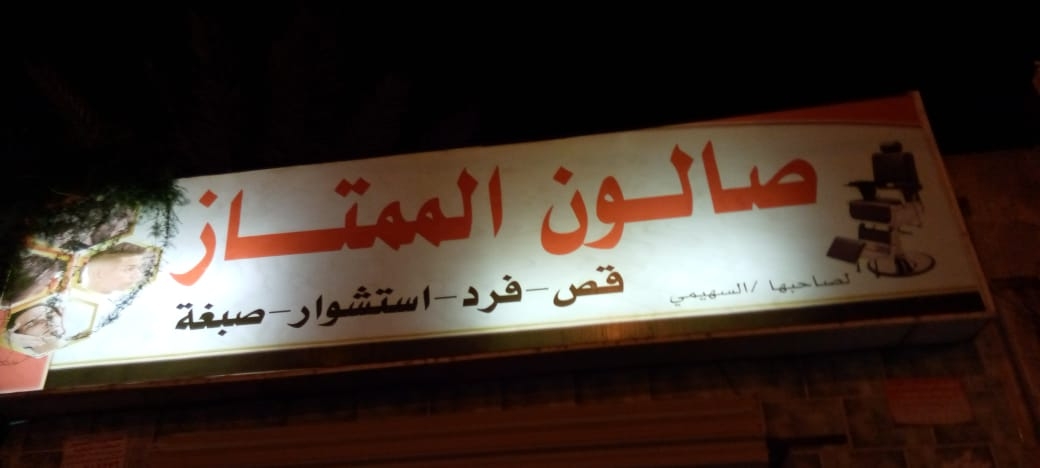 صالون الممتاز
قص - فرد - استشوار - صبغة
لصاحبها / السهيمي